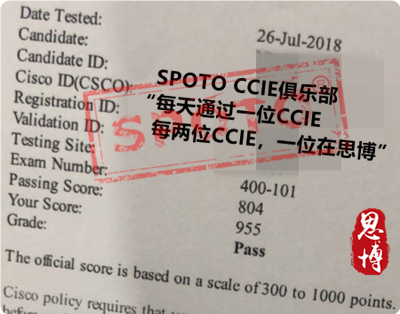 Date Tested: 26-Jul-2018
Candidate:
Candidate ID:
Cisco ID(CSCO):
Registration ID:
Validation ID:
Testing Site:
Exam Number: 400-101
Passing Score: 804
Your Score: 955
Grade: Pass
The official score is based on a scale of 300 to 1000 points.
Cisco policy requires that
SPOTO CCIE俱乐部
“每天通过一位CCIE
每两位CCIE，一位在思博”
SPOTO®
思博